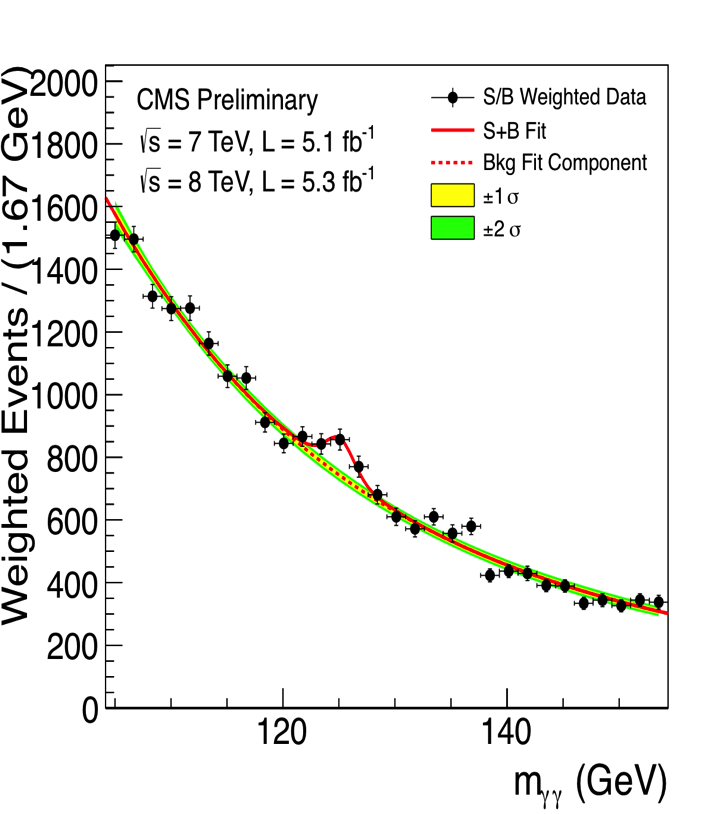 CMS Preliminary
√s = 7 TeV, L = 5.1 fb⁻¹
√s = 8 TeV, L = 5.3 fb⁻¹
S/B Weighted Data
S+B Fit
Bkg Fit Component
±1 σ
±2 σ
Weighted Events / (1.67 GeV)
2000
1800
1600
1400
1200
1000
800
600
400
200
0
120 140
mγγ (GeV)